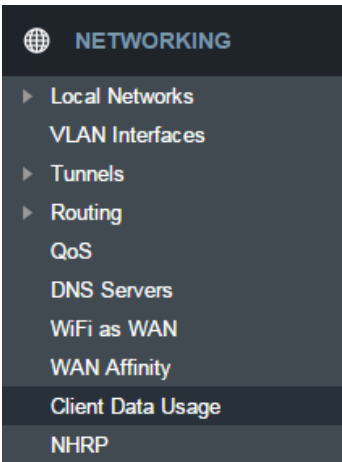 NETWORKING
Local Networks
VLAN Interfaces
Tunnels
Routing
QoS
DNS Servers
WiFi as WAN
WAN Affinity
Client Data Usage
NHRP